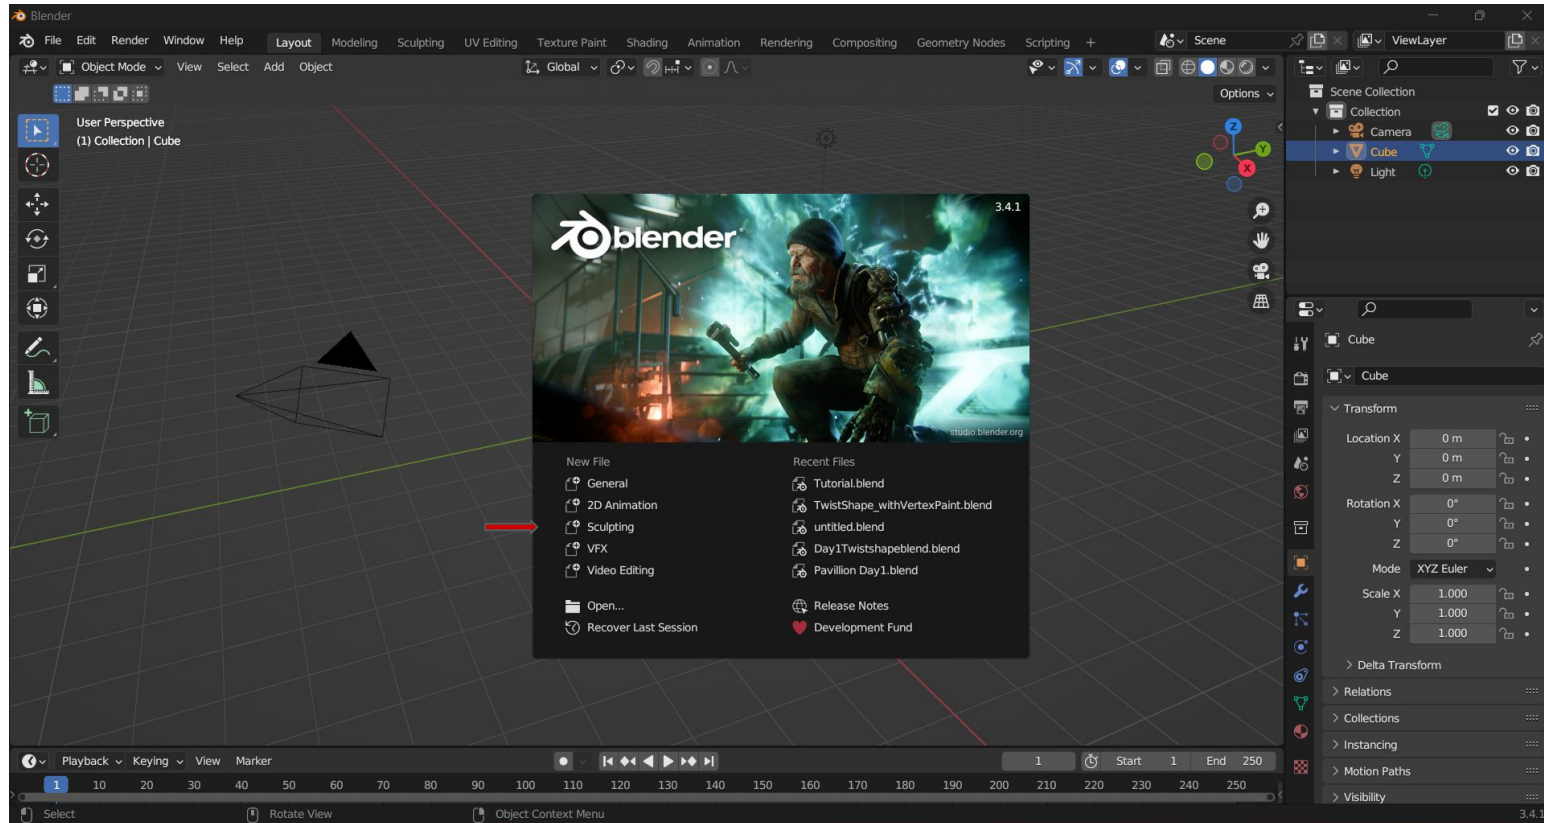 Blender
File Edit Render Window Help Layout Modeling Sculpting UV Editing Texture Paint Shading Animation Rendering Compositing Geometry Nodes Scripting + Scene ViewLayer
Object Mode View Select Add Object Global
Options
User Perspective
(1) Collection | Cube
Z
Y
X
Scene Collection
Collection
Camera
Cube
Light
blender
3.4.1
studio.blender.org
New File
General
2D Animation
Sculpting
VFX
Video Editing
Open...
Recover Last Session
Recent Files
Tutorial.blend
TwistShape_withVertexPaint.blend
untitled.blend
Day1Twistshapeblend.blend
Pavillion Day1.blend
Release Notes
Development Fund
Cube
Cube
Transform
Location X 0 m
Y 0 m
Z 0 m
Rotation X 0°
Y 0°
Z 0°
Mode XYZ Euler
Scale X 1.000
Y 1.000
Z 1.000
Delta Transform
Relations
Collections
Instancing
Motion Paths
Visibility
Playback Keying View Marker 1 Start 1 End 250
1 10 20 30 40 50 60 70 80 90 100 110 120 130 140 150 160 170 180 190 200 210 220 230 240 250
Select Rotate View Object Context Menu 3.4.1